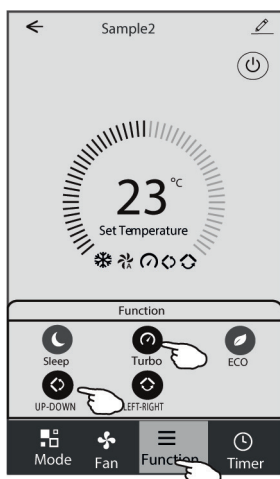 Sample2
23 °C
Set Temperature
A
Function
Sleep Turbo ECO
UP-DOWN LEFT-RIGHT
Mode Fan Function Timer